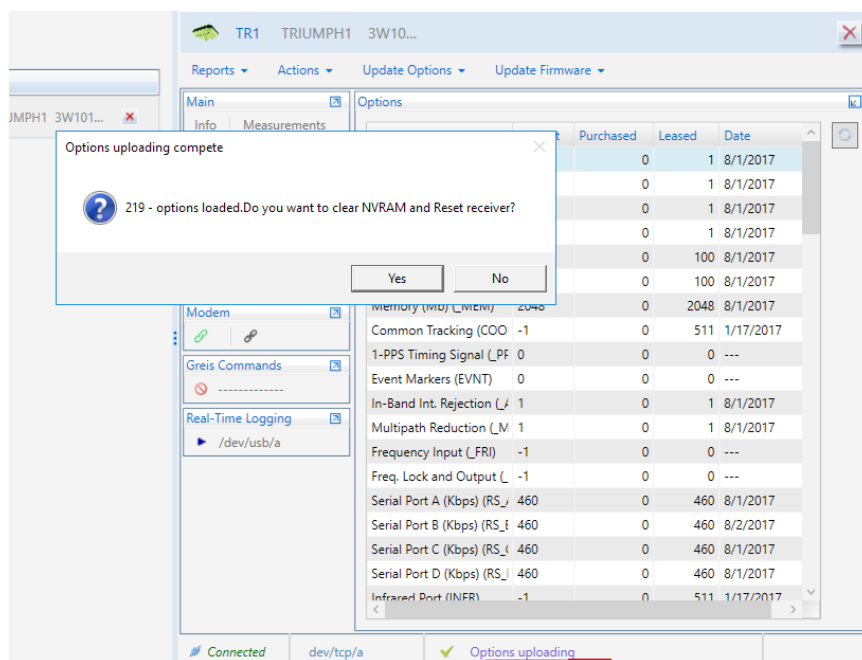 TR1 TRIUMPH1 3W10...
Reports Actions Update Options Update Firmware
JMPH1 3W101...
Main
Info Measurements
Options
Purchased Leased Date
0 1 8/1/2017
0 1 8/1/2017
0 1 8/1/2017
0 1 8/1/2017
0 100 8/1/2017
0 100 8/1/2017
Options uploading compete
219 - options loaded.Do you want to clear NVRAM and Reset receiver?
Yes No
Memory (Mb) (_MEM) 2048 0 2048 8/1/2017
Common Tracking (COO -1 0 511 1/17/2017
1-PPS Timing Signal (_PF 0 0 0 ---
Event Markers (EVNT) 0 0 0 ---
In-Band Int. Rejection (_A 1 0 1 8/1/2017
Multipath Reduction (_M 1 0 1 8/1/2017
Frequency Input (_FRI) -1 0 0 ---
Freq. Lock and Output (_ -1 0 0 ---
Serial Port A (Kbps) (RS_A 460 0 460 8/1/2017
Serial Port B (Kbps) (RS_B 460 0 460 8/2/2017
Serial Port C (Kbps) (RS_C 460 0 460 8/1/2017
Serial Port D (Kbps) (RS_D 460 0 460 8/1/2017
Infrared Port (INFR) -1 0 511 1/17/2017
Modem
Greis Commands
-------------
Real-Time Logging
/dev/usb/a
Connected dev/tcp/a Options uploading